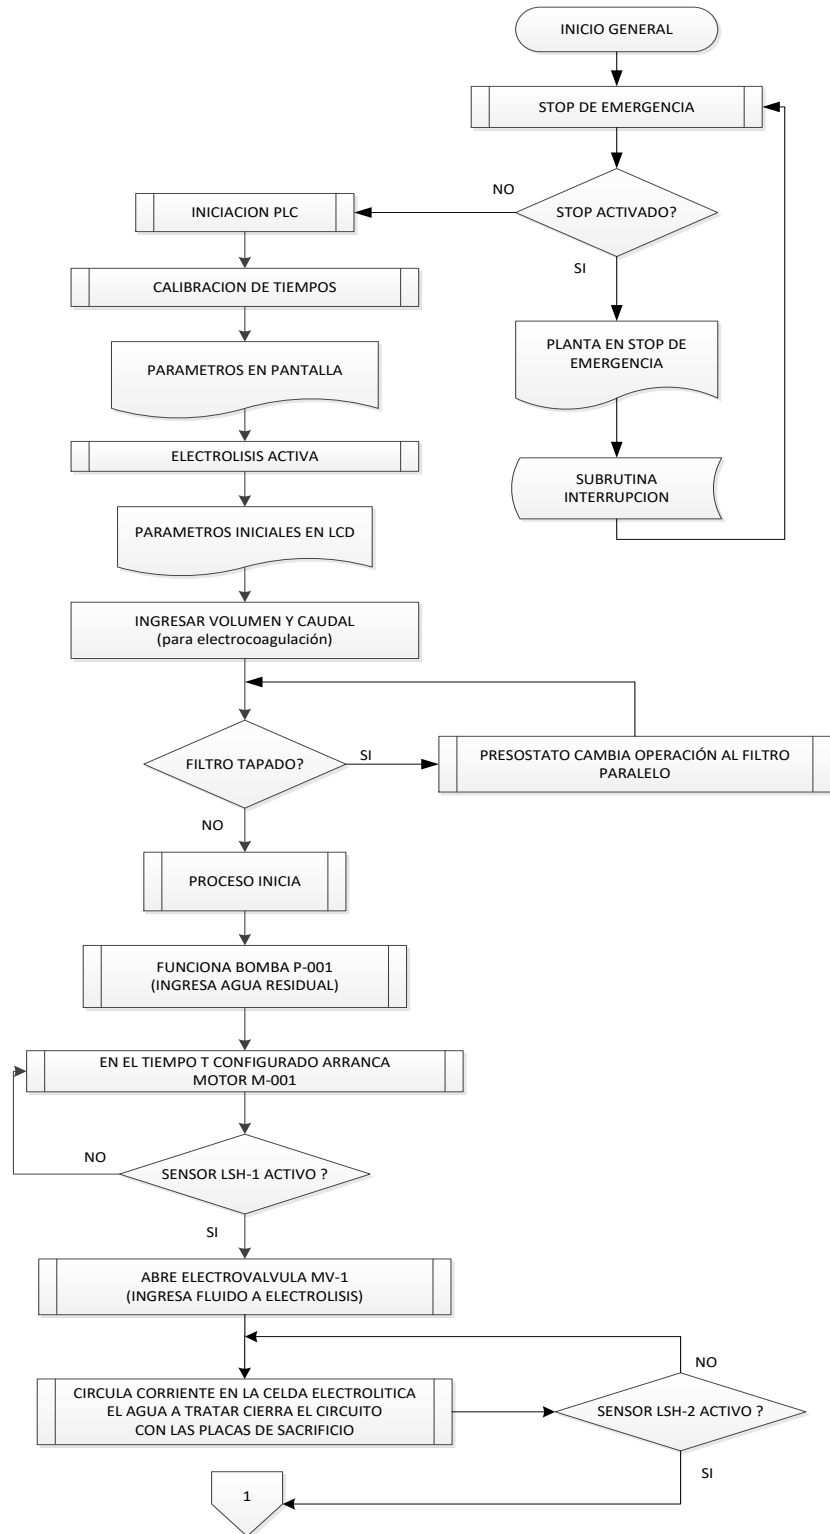 INICIO GENERAL
STOP DE EMERGENCIA
STOP ACTIVADO?
NO
SI
INICIACION PLC
CALIBRACION DE TIEMPOS
PARAMETROS EN PANTALLA
ELECTROLISIS ACTIVA
PARAMETROS INICIALES EN LCD
INGRESAR VOLUMEN Y CAUDAL
(para electrocoagulación)
PLANTA EN STOP DE
EMERGENCIA
SUBRUTINA
INTERRUPCION
FILTRO TAPADO?
SI
PRESOSTATO CAMBIA OPERACIÓN AL FILTRO
PARALELO
NO
PROCESO INICIA
FUNCIONA BOMBA P-001
(INGRESA AGUA RESIDUAL)
EN EL TIEMPO T CONFIGURADO ARRANCA
MOTOR M-001
NO
SENSOR LSH-1 ACTIVO ?
SI
ABRE ELECTROVALVULA MV-1
(INGRESA FLUIDO A ELECTROLISIS)
CIRCULA CORRIENTE EN LA CELDA ELECTROLITICA
EL AGUA A TRATAR CIERRA EL CIRCUITO
CON LAS PLACAS DE SACRIFICIO
NO
SENSOR LSH-2 ACTIVO ?
SI
1